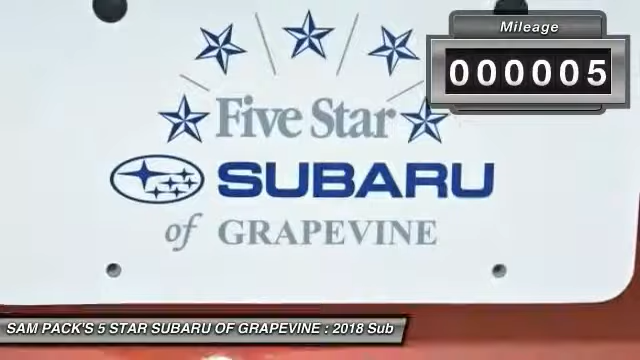 Mileage
000005
Five Star
SUBARU
of GRAPEVINE
SAM PACK'S 5 STAR SUBARU OF GRAPEVINE : 2018 Sub